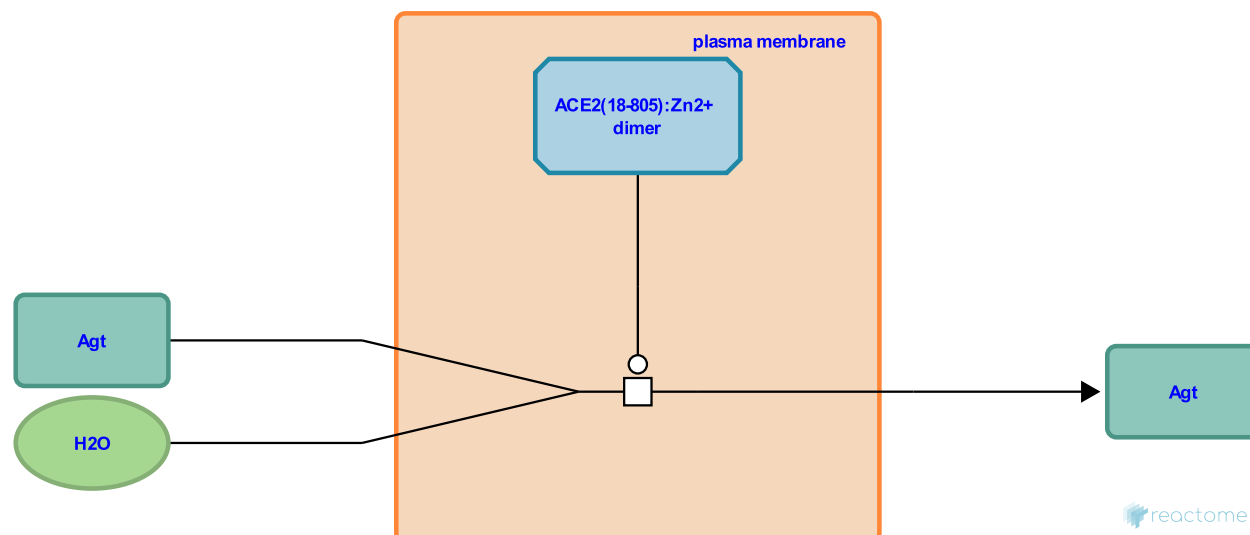 plasma membrane
ACE2(18-805):Zn2+
dimer
Agt
H2O
Agt
reactome